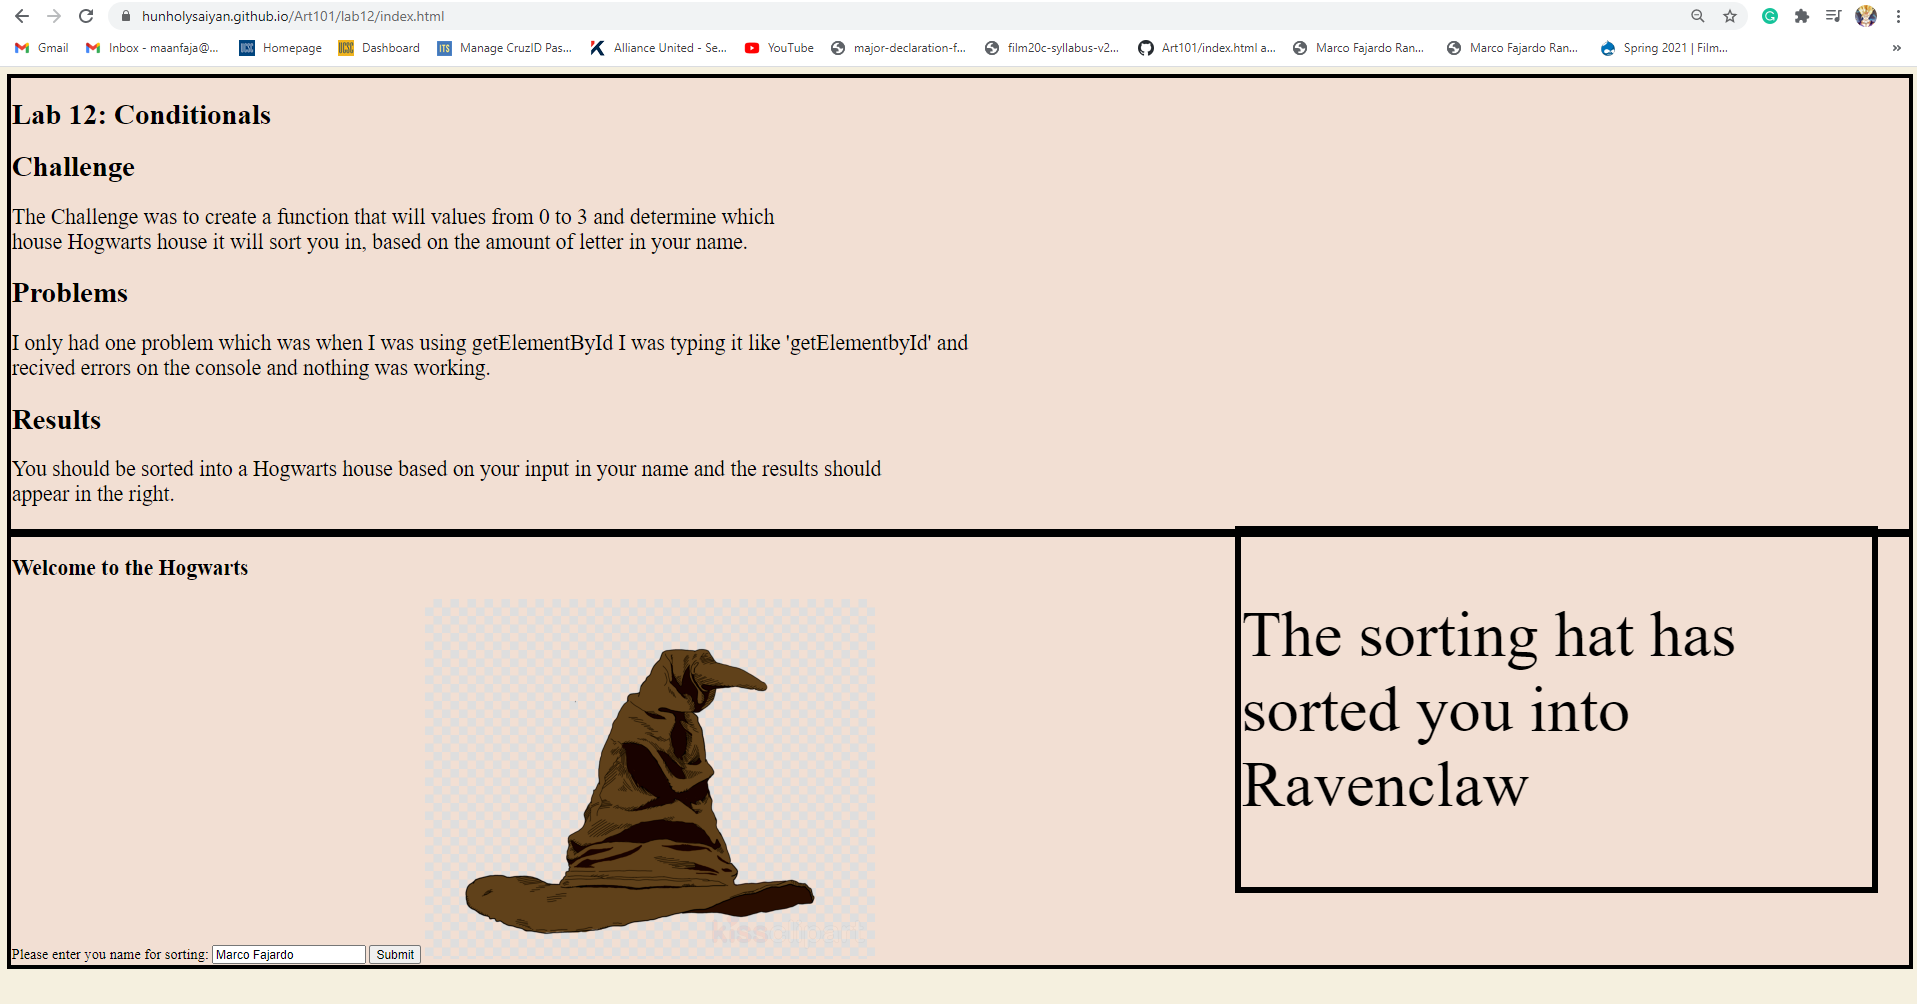 hunholysaiyan.github.io/Art101/lab12/index.html
Gmail
Inbox - maanfaja@...
UCSC
Homepage
UCSC
Dashboard
ITS
Manage CruzID Pas...
Alliance United - Se...
YouTube
major-declaration-f...
film20c-syllabus-v2...
Art101/index.html a...
Marco Fajardo Ran...
Marco Fajardo Ran...
Spring 2021 | Film...
»
Lab 12: Conditionals
Challenge
The Challenge was to create a function that will values from 0 to 3 and determine which
house Hogwarts house it will sort you in, based on the amount of letter in your name.
Problems
I only had one problem which was when I was using getElementById I was typing it like 'getElementbyId' and
recived errors on the console and nothing was working.
Results
You should be sorted into a Hogwarts house based on your input in your name and the results should
appear in the right.
Welcome to the Hogwarts
The sorting hat has
sorted you into
Ravenclaw
kissclipart
Please enter you name for sorting: Marco Fajardo Submit